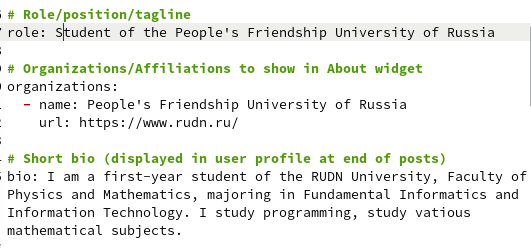 # Role/position/tagline
role: Student of the People's Friendship University of Russia
# Organizations/Affiliations to show in About widget
organizations:
- name: People's Friendship University of Russia
url: https://www.rudn.ru/
# Short bio (displayed in user profile at end of posts)
bio: I am a first-year student of the RUDN University, Faculty of
Physics and Mathematics, majoring in Fundamental Informatics and
Information Technology. I study programming, study vatious
mathematical subjects.